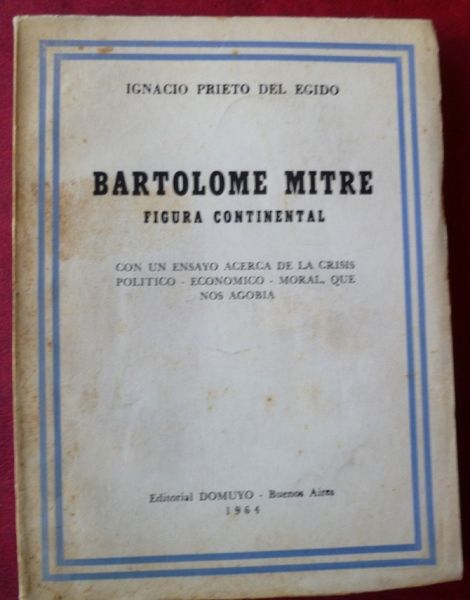 IGNACIO PRIETO DEL EGIDO
BARTOLOME MITRE
FIGURA CONTINENTAL
CON UN ENSAYO ACERCA DE LA CRISIS
POLITICO - ECONOMICO - MORAL, QUE
NOS AGOBIA
Editorial DOMUYO - Buenos Aires
1964